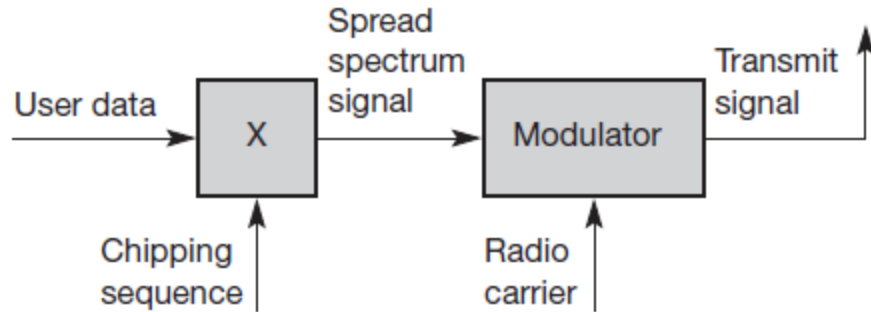 User data
X
Spread
spectrum
signal
Modulator
Transmit
signal
Chipping
sequence
Radio
carrier